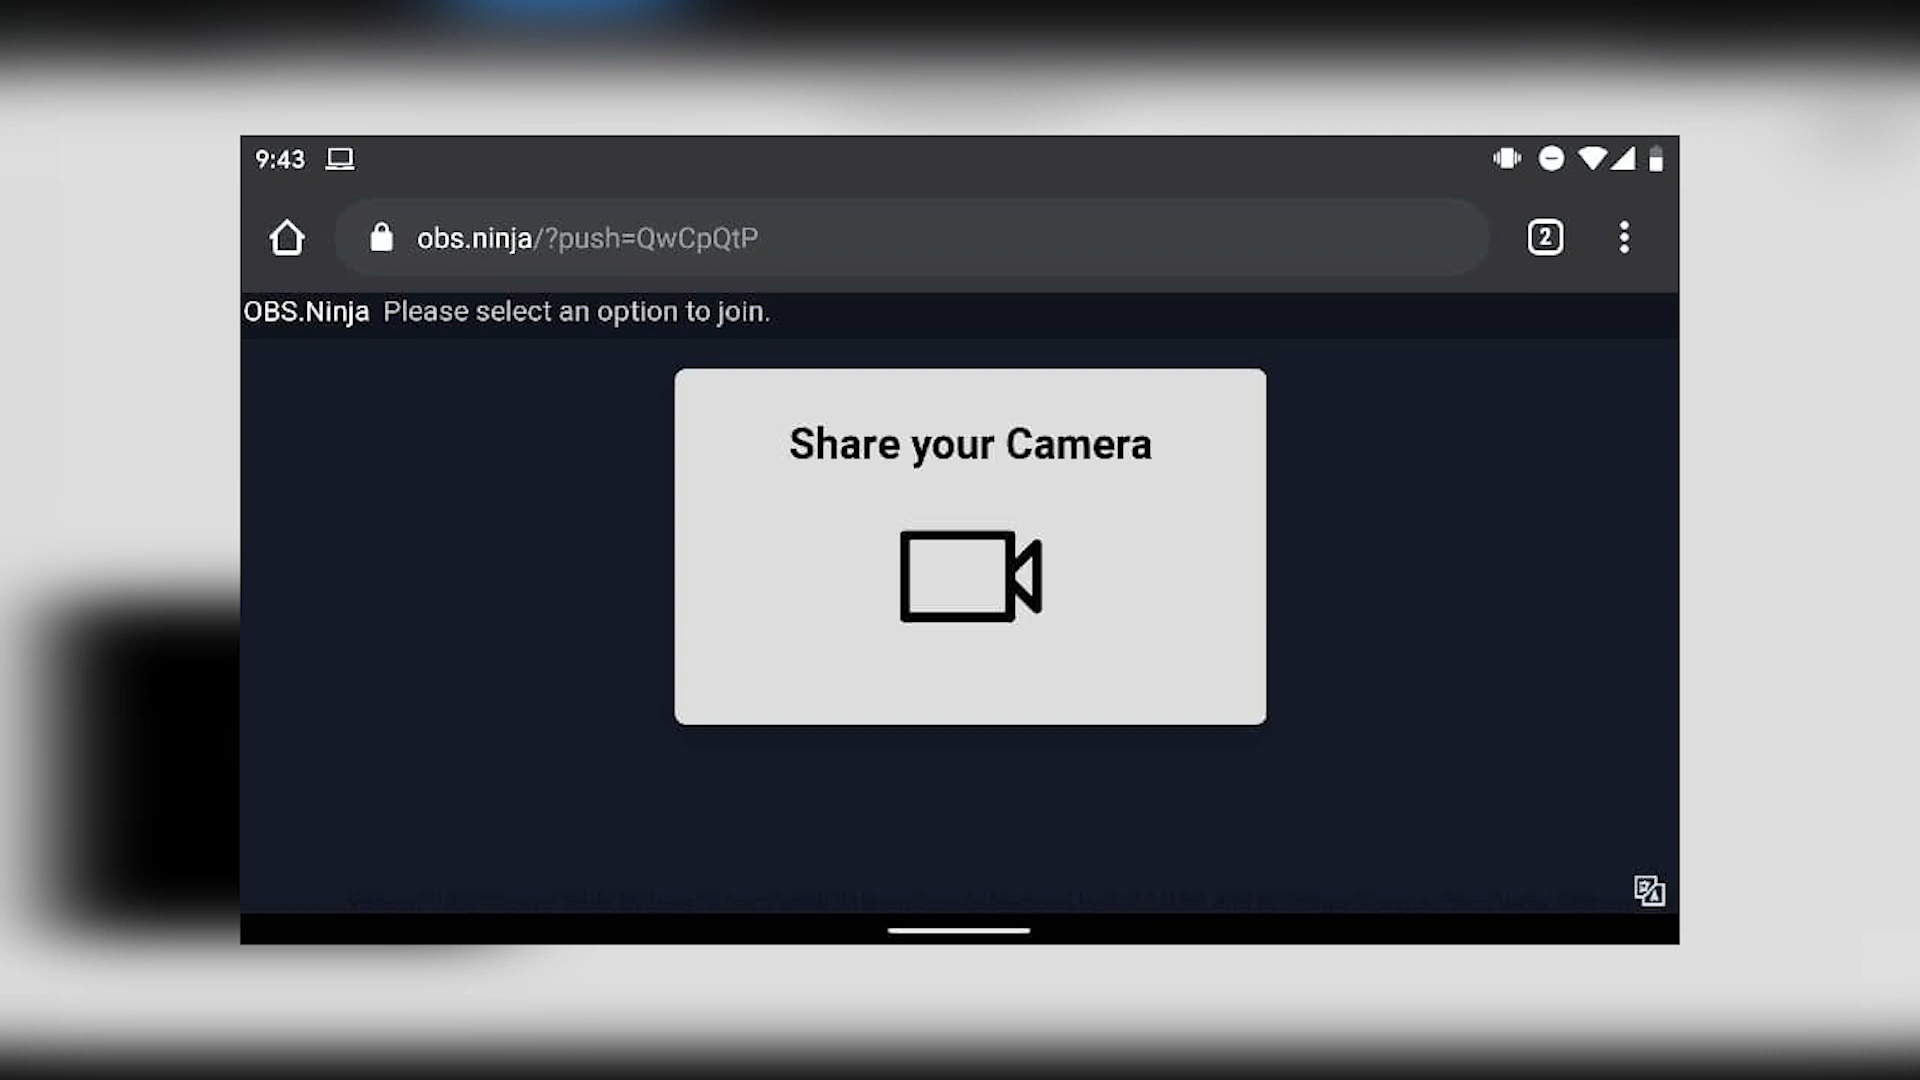 9:43
obs.ninja/?push=QwCpQtP
2
OBS.Ninja Please select an option to join.
Share your Camera